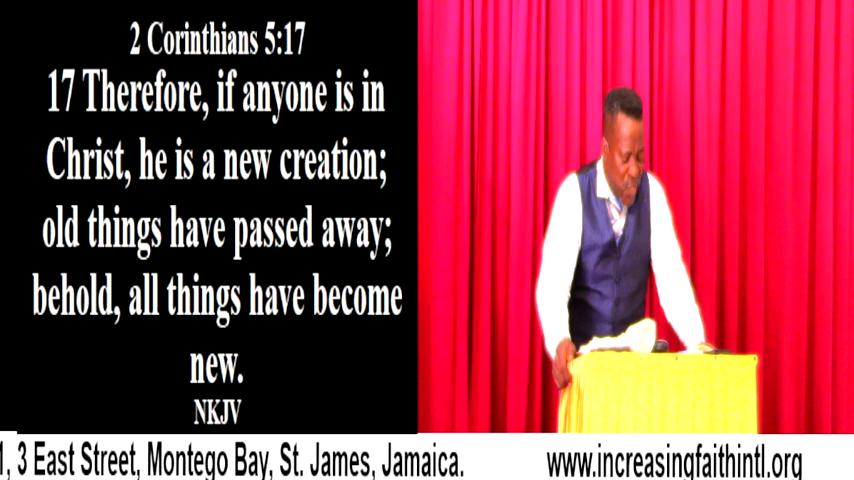 2 Corinthians 5:17
17 Therefore, if anyone is in
Christ, he is a new creation;
old things have passed away;
behold, all things have become
new.
NKJV
1, 3 East Street, Montego Bay, St. James, Jamaica. www.increasingfaithintl.org